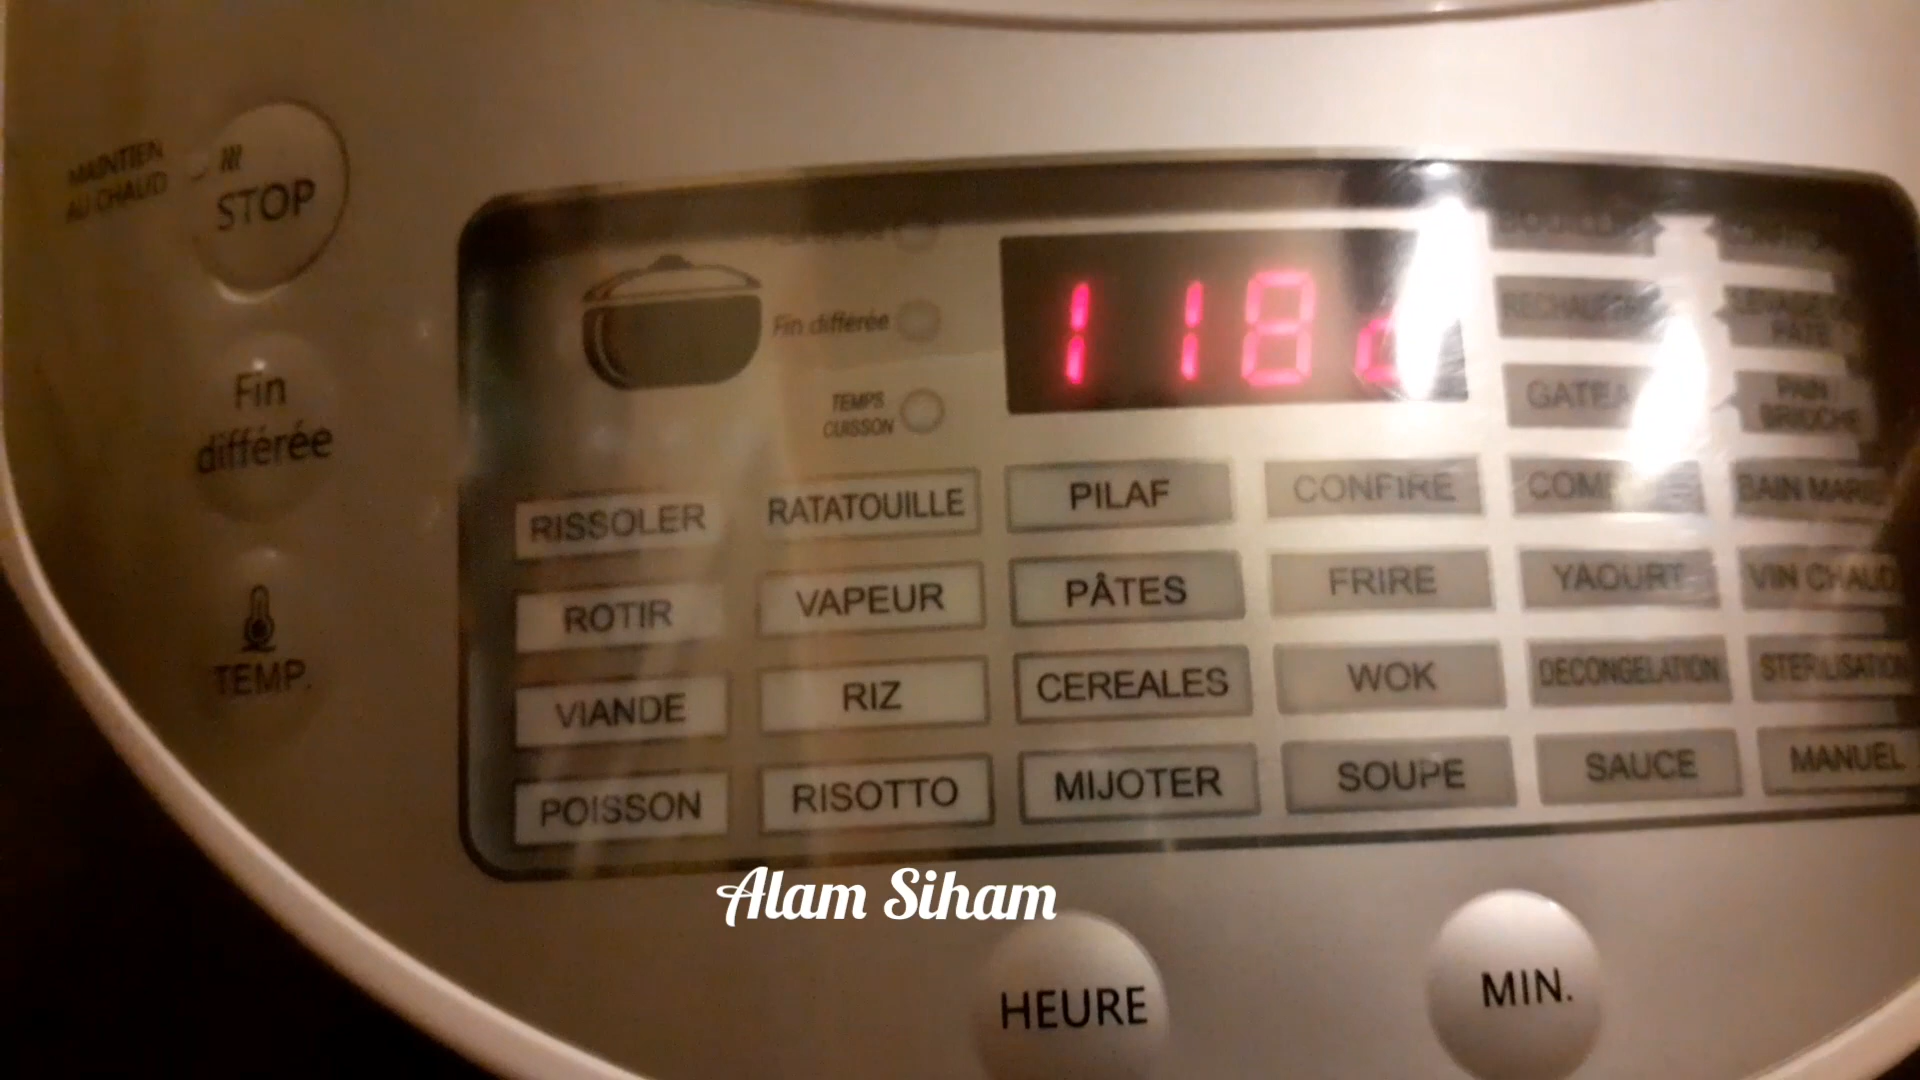 MAINTIEN
AU CHAUD
STOP
Fin
différée
TEMP.
Fin différée
TEMPS
CUISSON
118
RISSOLER
RATATOUILLE
PILAF
CONFIRE
BAIN MARIE
ROTIR
VAPEUR
PÂTES
FRIRE
YAOURT
VIN CHAUD
VIANDE
RIZ
CEREALES
WOK
DECONGELATION
STERILISATION
POISSON
RISOTTO
MIJOTER
SOUPE
SAUCE
MANUEL
PAIN /
BRIOCHE
Alam Siham
HEURE
MIN.